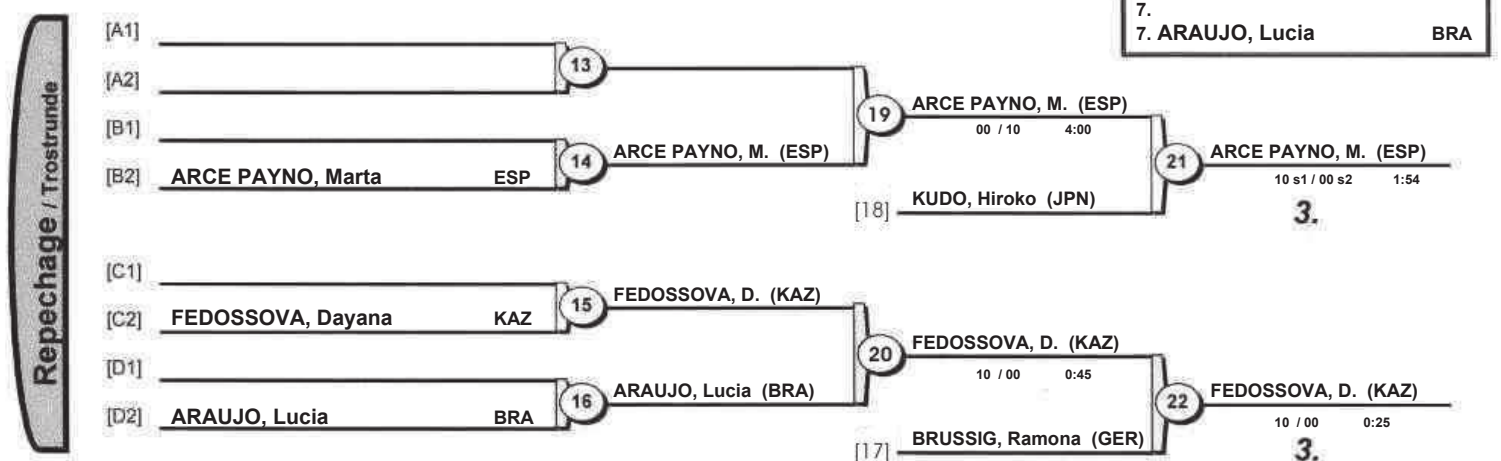 7.
7. ARAUJO, Lucia BRA
Repechage / Trostrunde
[A1]
[A2]
13
[B1]
[B2] ARCE PAYNO, Marta ESP
14
ARCE PAYNO, M. (ESP)
19
ARCE PAYNO, M. (ESP)
00 / 10 4:00
[18] KUDO, Hiroko (JPN)
21
ARCE PAYNO, M. (ESP)
10 s1 / 00 s2 1:54
3.
[C1]
[C2] FEDOSSOVA, Dayana KAZ
15
FEDOSSOVA, D. (KAZ)
[D1]
[D2] ARAUJO, Lucia BRA
16
ARAUJO, Lucia (BRA)
20
FEDOSSOVA, D. (KAZ)
10 / 00 0:45
[17] BRUSSIG, Ramona (GER)
22
FEDOSSOVA, D. (KAZ)
10 / 00 0:25
3.